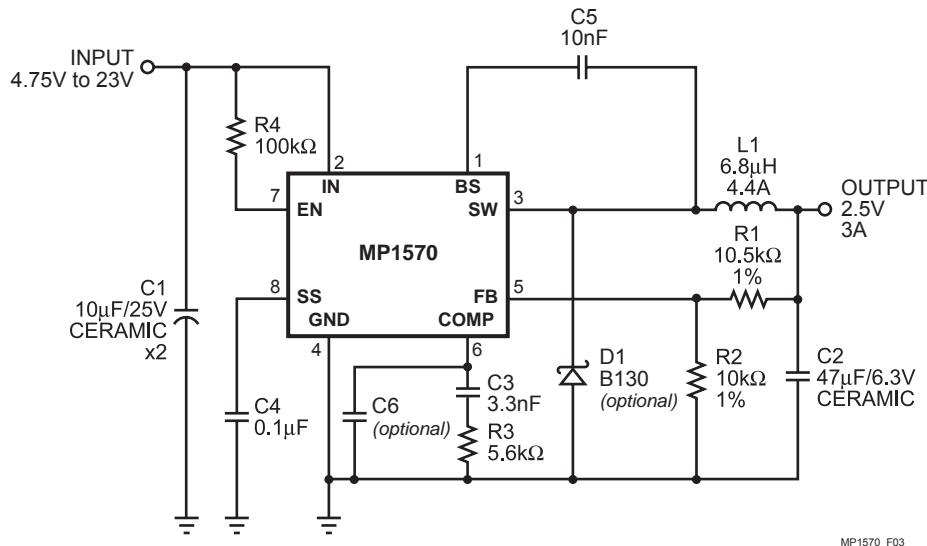 C5
10nF
INPUT
4.75V to 23V
R4
100kΩ
2
1
L1
6.8µH
4.4A
IN
BS
7
EN
SW
3
OUTPUT
2.5V
3A
MP1570
R1
10.5kΩ
1%
C1
10µF/25V
CERAMIC
x2
8
SS
FB
5
GND
COMP
4
6
D1
B130
(optional)
R2
10kΩ
1%
C2
47µF/6.3V
CERAMIC
C4
0.1µF
C6
(optional)
C3
3.3nF
R3
5.6kΩ
MP1570_F03